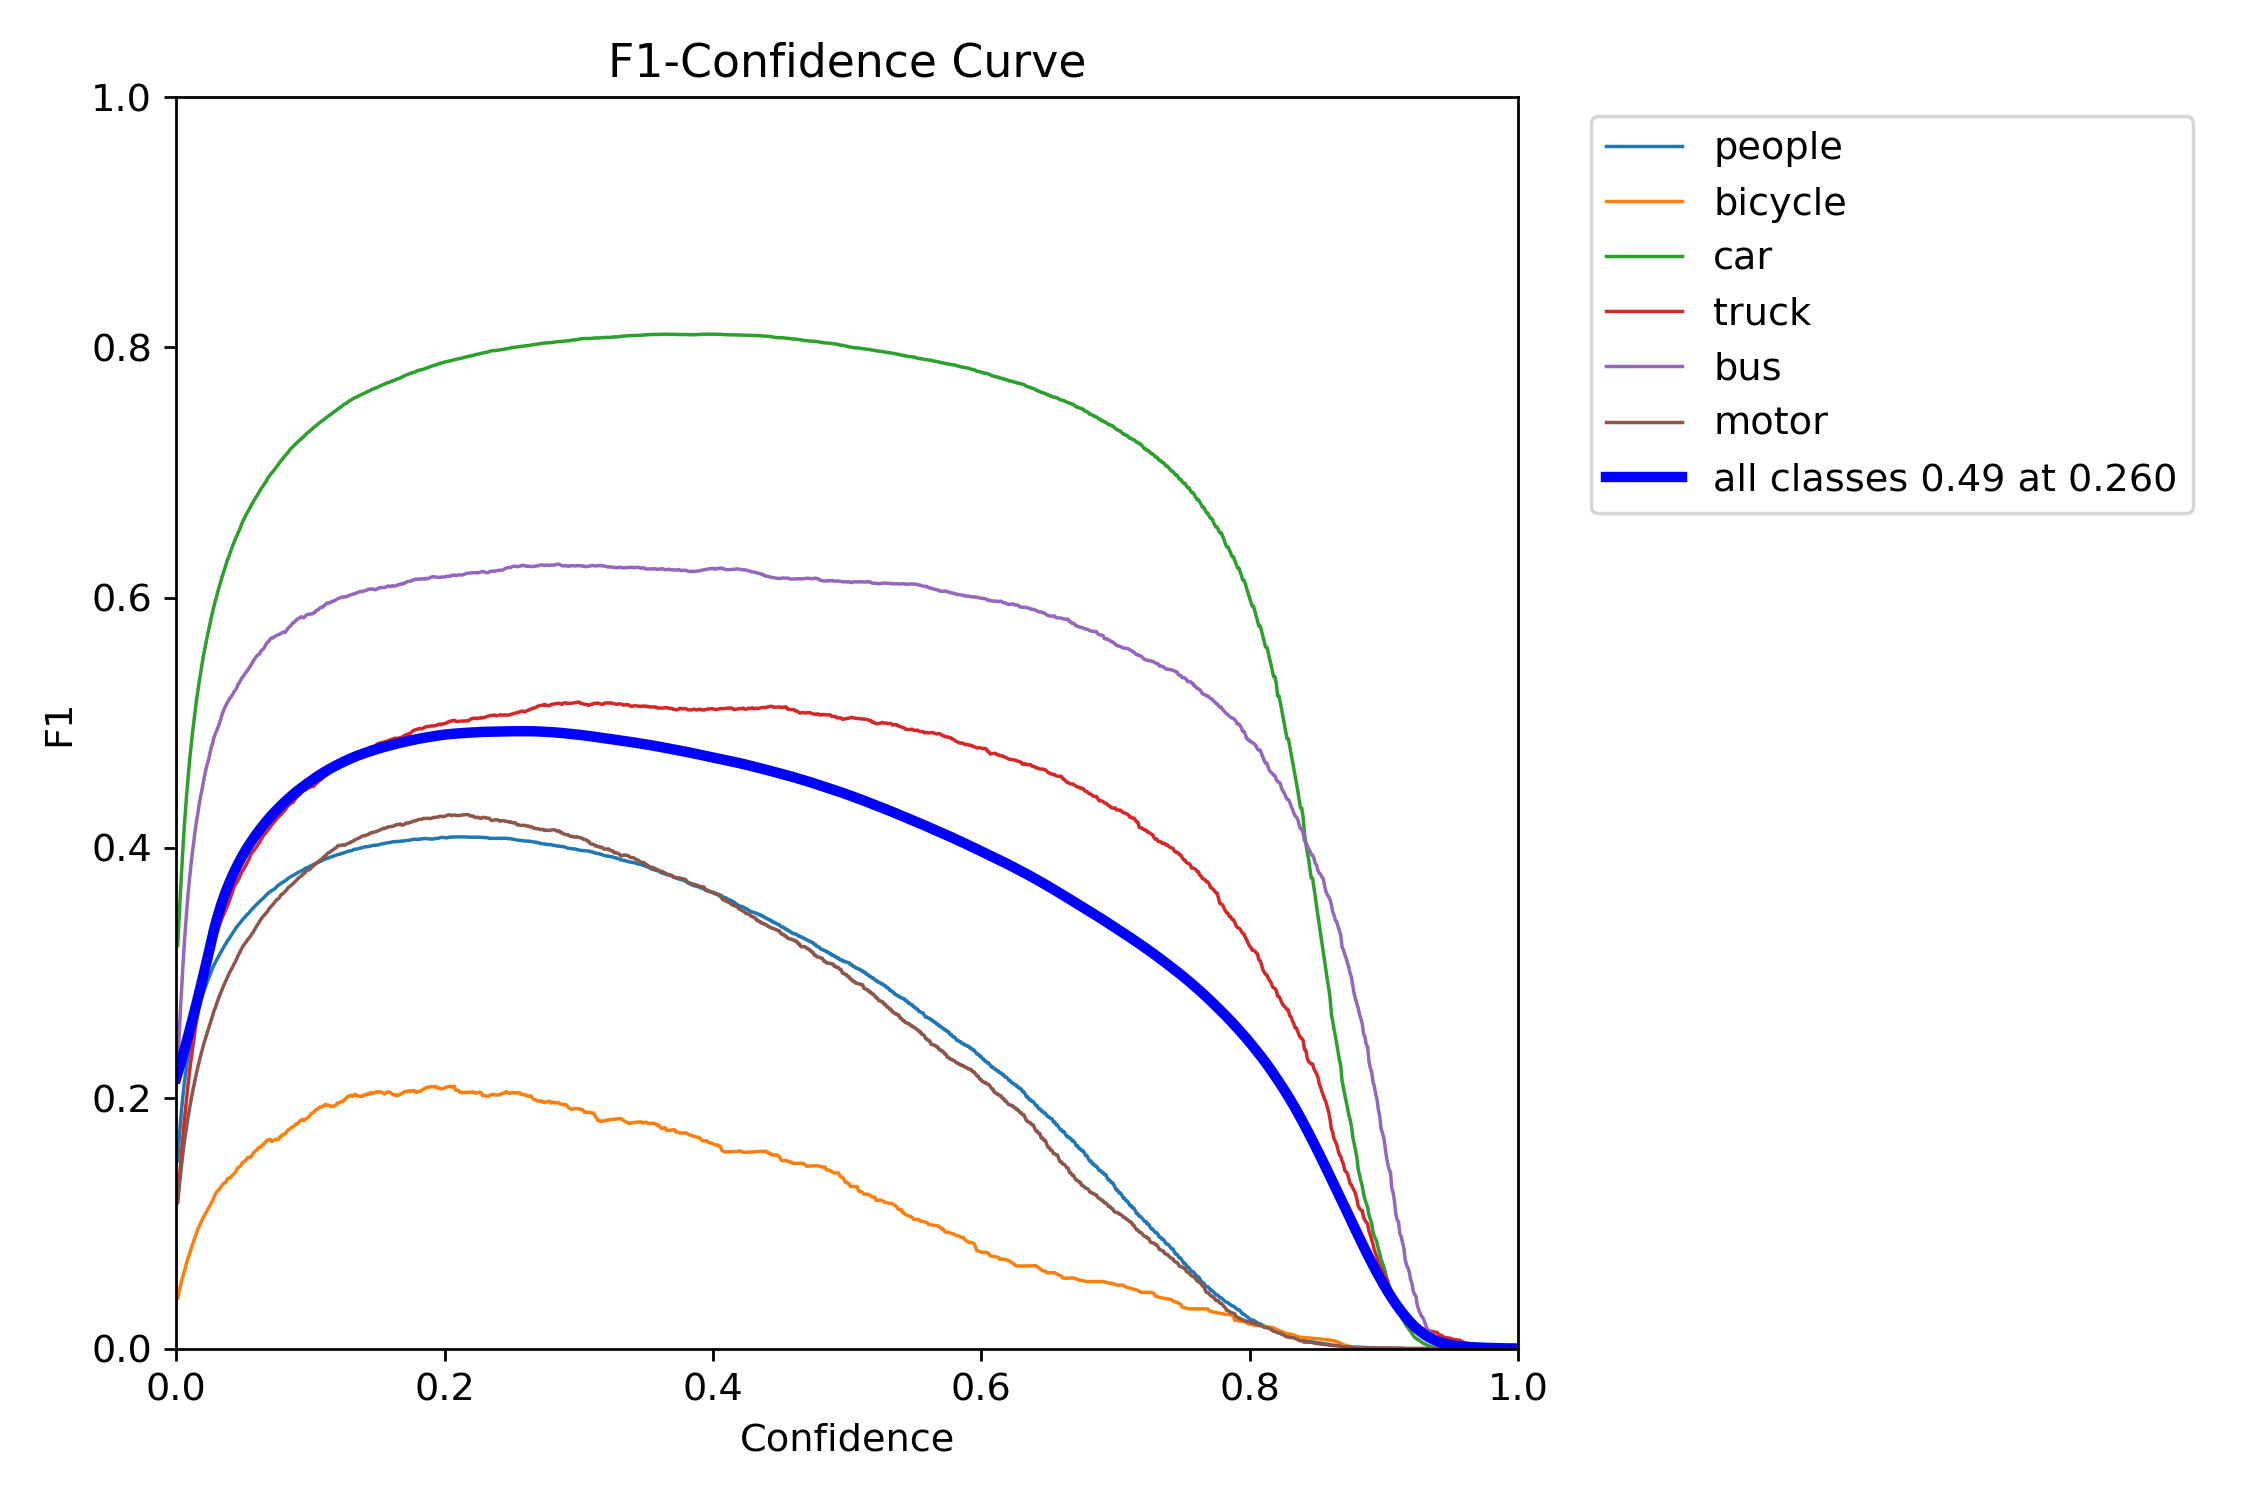 F1-Confidence Curve
1.0
0.8
0.6
0.4
0.2
0.0
F1
0.0 0.2 0.4 0.6 0.8 1.0
Confidence
people
bicycle
car
truck
bus
motor
all classes 0.49 at 0.260